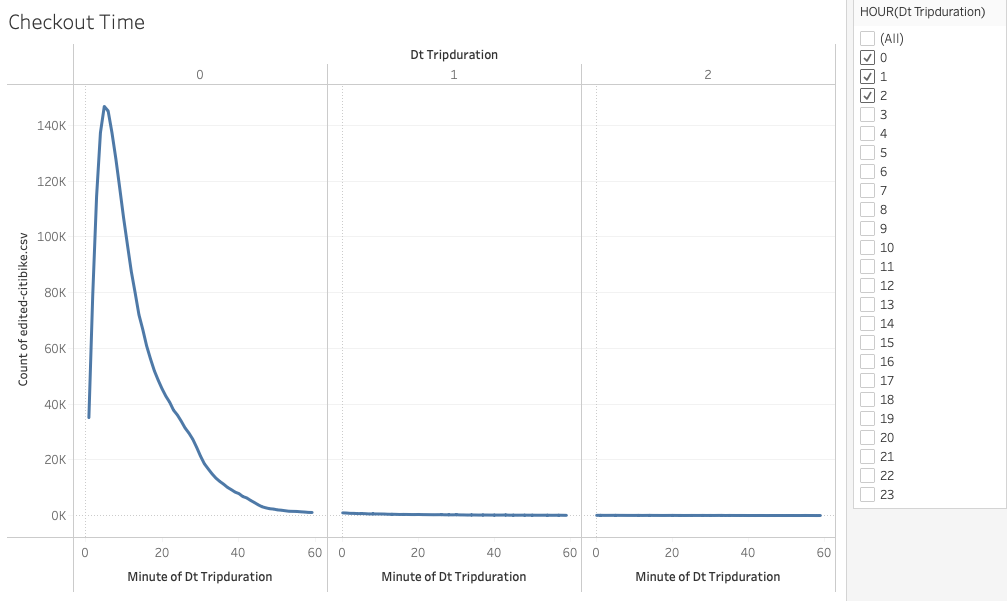 Checkout Time
Dt Tripduration
0 1 2
140K
120K
100K
80K
60K
40K
20K
0K
Count of edited-citibike.csv
0 20 40 60 0 20 40 60 0 20 40 60
Minute of Dt Tripduration Minute of Dt Tripduration Minute of Dt Tripduration
HOUR(Dt Tripduration)
(All)
0
1
2
3
4
5
6
7
8
9
10
11
12
13
14
15
16
17
18
19
20
21
22
23